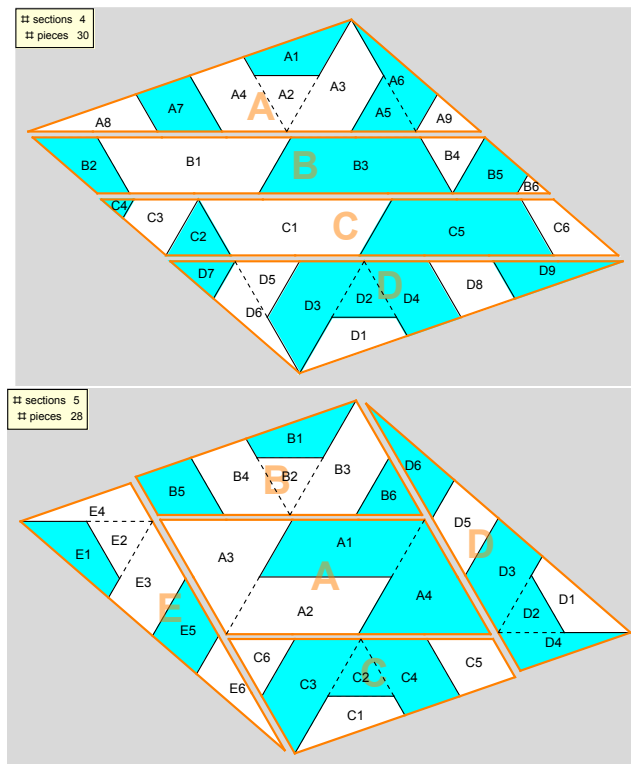 # sections 4
# pieces 30
A1
A6
A4 A2 A3
A7 A
A8 A5 A9
B2 B1 B B3 B4 B5
B6
C4 C3
C2 C1 C C5 C6
D7 D5 D D8 D9
D6 D3 D2 D4
D1
# sections 5
# pieces 28
B1
B5 B4 B2 B3 D6
B B6
E4 D5
E2 A1 D
E1 A3 D3
E3 A D1
E A2 A4 D2
E5 D4
C6 C5
E6 C3 C2 C C4
C1